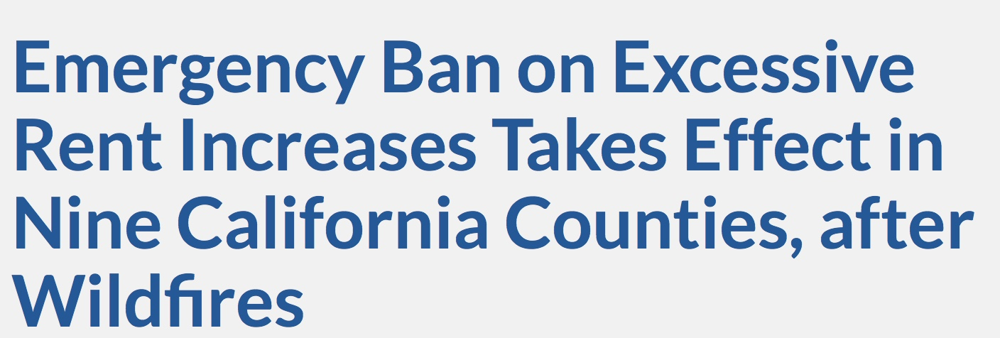 Emergency Ban on Excessive
Rent Increases Takes Effect in
Nine California Counties, after
Wildfires